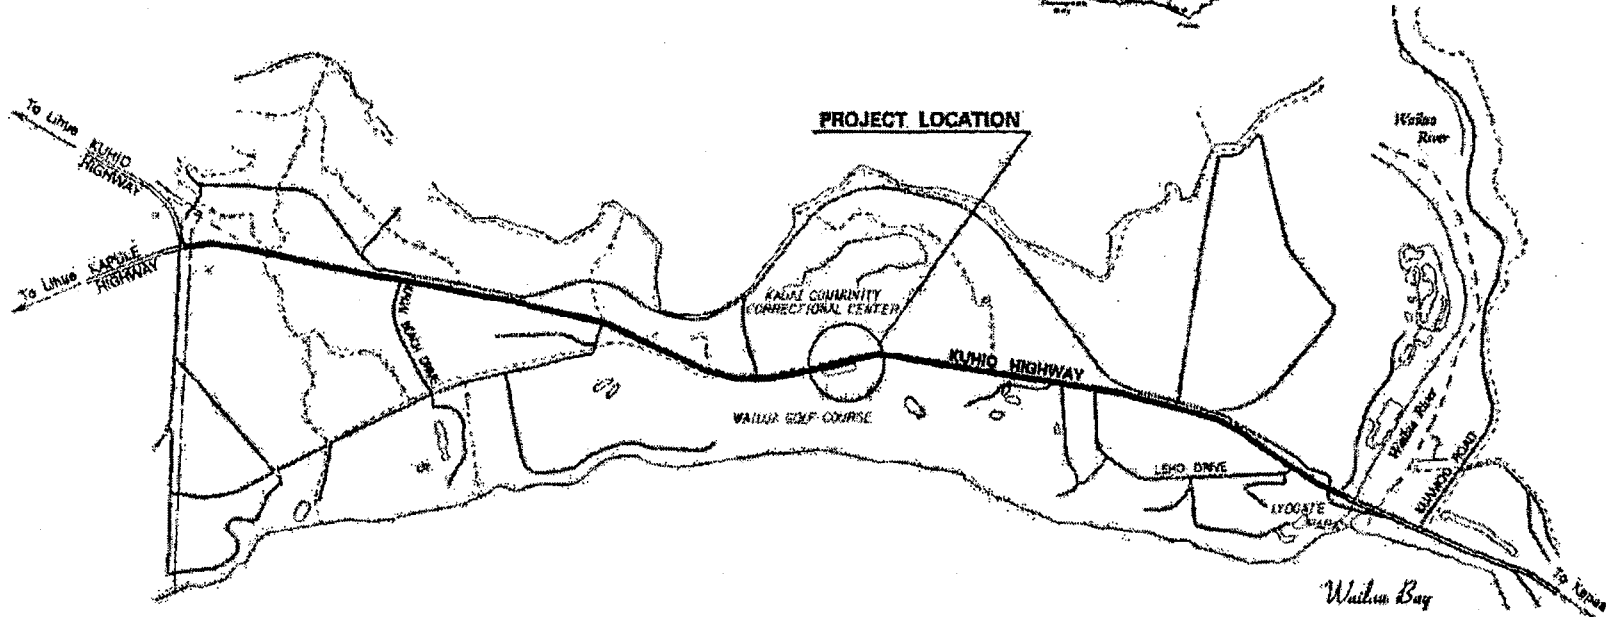 PROJECT LOCATION
To Lihue
KUHIO
HIGHWAY
To Lihue
KAPULE
HIGHWAY
Wailua
River
KAUAI COMMUNITY
CORRECTIONAL CENTER
KUHIO HIGHWAY
WAILUA GOLF COURSE
LEHO DRIVE
LYDGATE
PARK
Wailua River
KUAMOO ROAD
To Kapaa
Wailua Bay